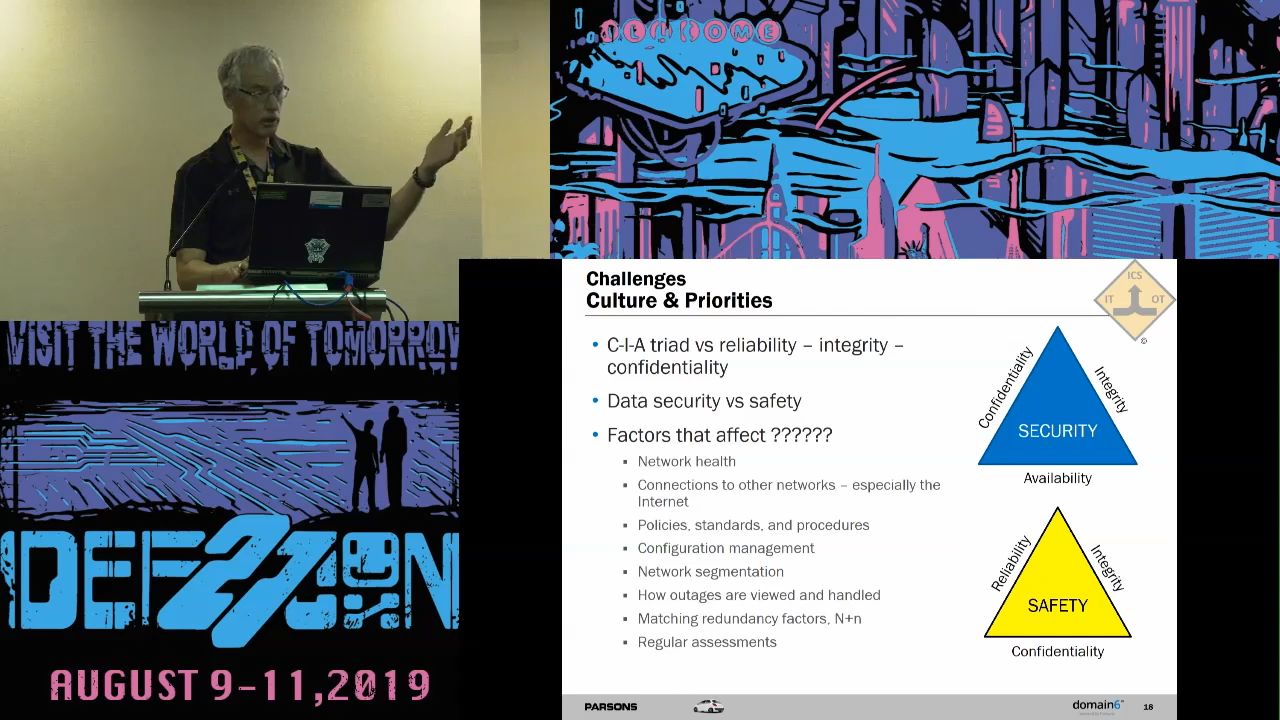 WELCOME
VISIT THE WORLD OF TOMORROW
DEF 27 CON
AUGUST 9-11, 2019
Challenges
Culture & Priorities
ICS
IT
OT
©
• C-I-A triad vs reliability – integrity –
confidentiality
• Data security vs safety
• Factors that affect ??????
▪ Network health
▪ Connections to other networks – especially the
Internet
▪ Policies, standards, and procedures
▪ Configuration management
▪ Network segmentation
▪ How outages are viewed and handled
▪ Matching redundancy factors, N+n
▪ Regular assessments
Confidentiality
Integrity
SECURITY
Availability
Reliability
Integrity
SAFETY
Confidentiality
PARSONS
domain6™
18